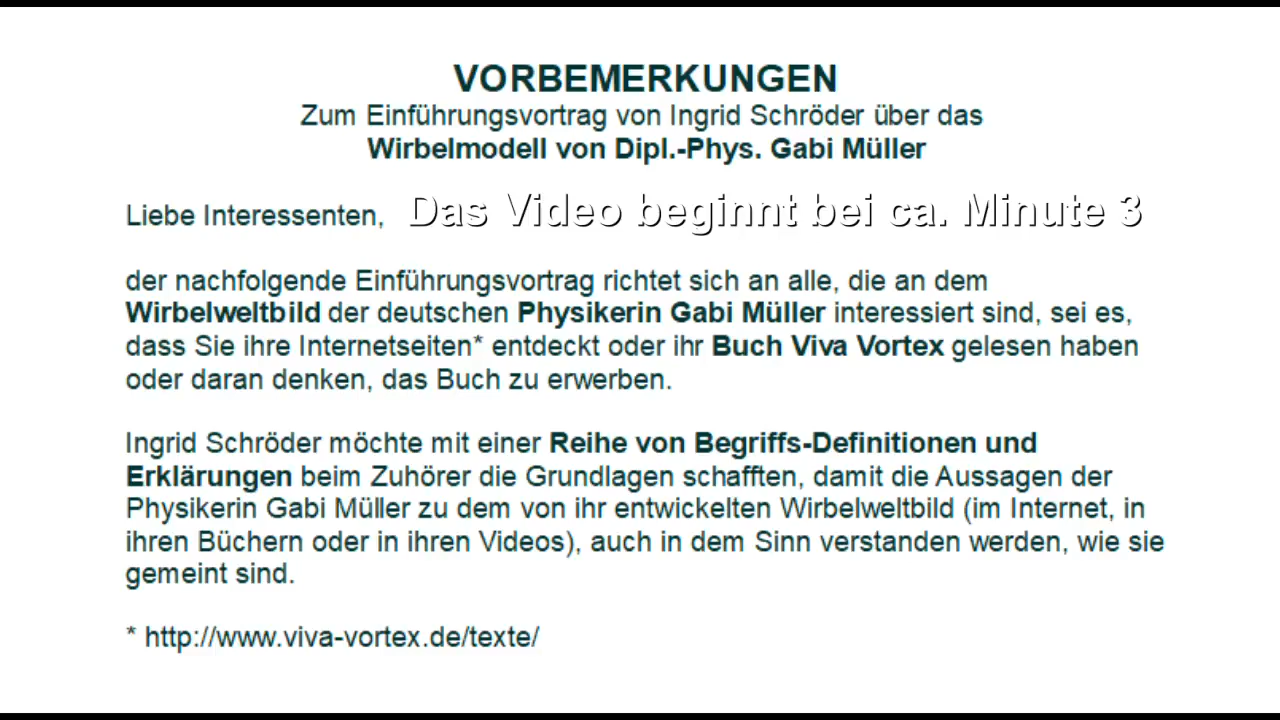 VORBEMERKUNGEN
Zum Einführungsvortrag von Ingrid Schröder über das
Wirbelmodell von Dipl.-Phys. Gabi Müller
Liebe Interessenten, Das Video beginnt bei ca. Minute 3
der nachfolgende Einführungsvortrag richtet sich an alle, die an dem
Wirbelweltbild der deutschen Physikerin Gabi Müller interessiert sind, sei es,
dass Sie ihre Internetseiten* entdeckt oder ihr Buch Viva Vortex gelesen haben
oder daran denken, das Buch zu erwerben.
Ingrid Schröder möchte mit einer Reihe von Begriffs-Definitionen und
Erklärungen beim Zuhörer die Grundlagen schafften, damit die Aussagen der
Physikerin Gabi Müller zu dem von ihr entwickelten Wirbelweltbild (im Internet, in
ihren Büchern oder in ihren Videos), auch in dem Sinn verstanden werden, wie sie
gemeint sind.
* http://www.viva-vortex.de/texte/